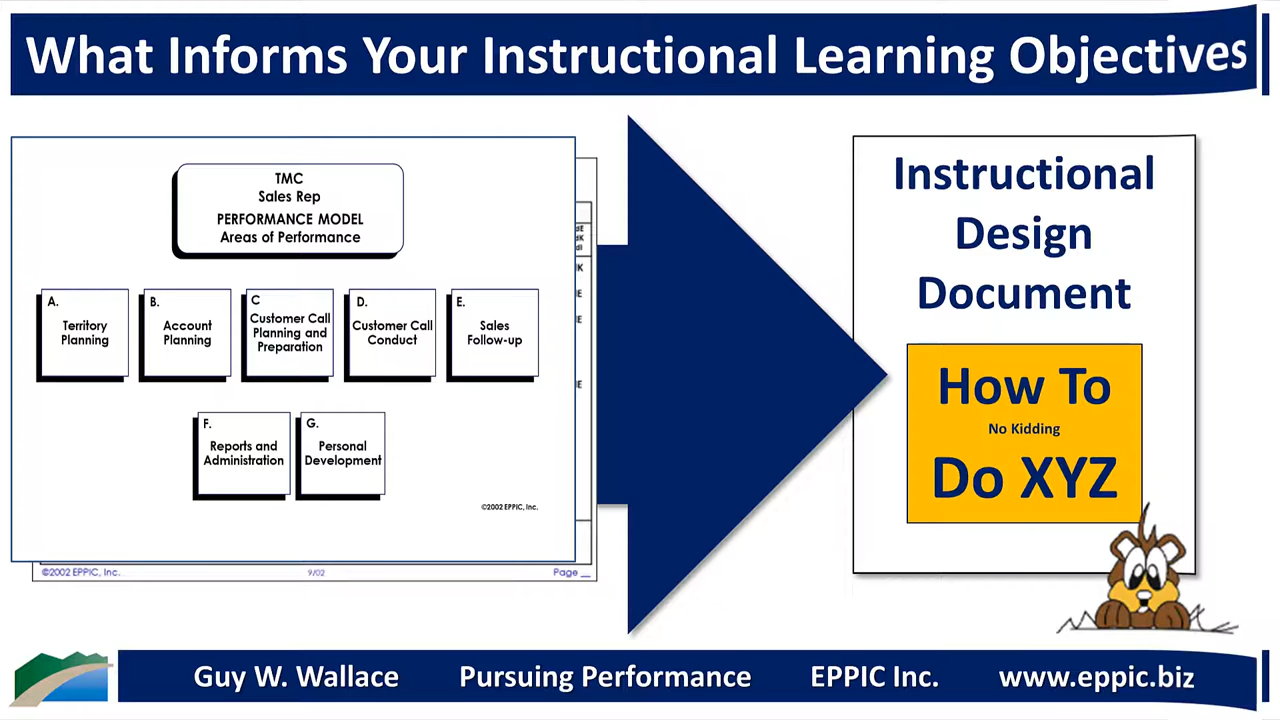 What Informs Your Instructional Learning Objectives
TMC
Sales Rep
PERFORMANCE MODEL
Areas of Performance
A.
Territory
Planning
B.
Account
Planning
C
Customer Call
Planning and
Preparation
D.
Customer Call
Conduct
E.
Sales
Follow-up
F.
Reports and
Administration
G.
Personal
Development
©2002 EPPIC, Inc.
©2002 EPPIC, Inc.
9/02
Page __
Instructional
Design
Document
How To
No Kidding
Do XYZ
Guy W. Wallace
Pursuing Performance
EPPIC Inc.
www.eppic.biz